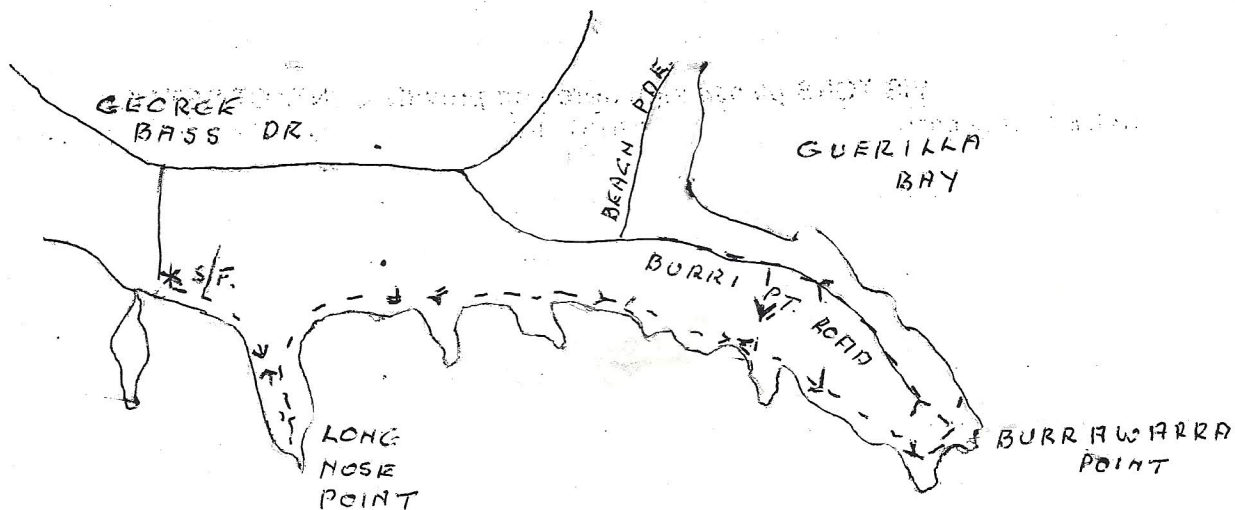 GEORGE
BASS DR.
BEACH PDE
GUERILLA
BAY
S/F.
BURRI PT. ROAD
LONG
NOSE
POINT
BURRAWARRA
POINT